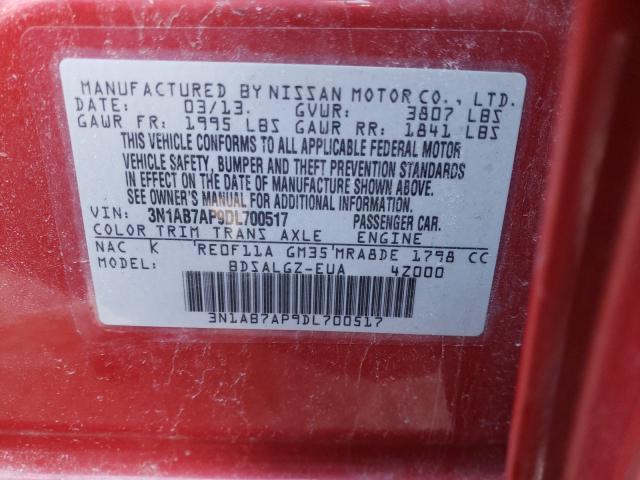 MANUFACTURED BY NISSAN MOTOR CO., LTD.
DATE: 03/13. GVWR: 3807 LBS
GAWR FR: 1995 LBS GAWR RR: 1841 LBS
THIS VEHICLE CONFORMS TO ALL APPLICABLE FEDERAL MOTOR
VEHICLE SAFETY, BUMPER AND THEFT PREVENTION STANDARDS
IN EFFECT ON THE DATE OF MANUFACTURE SHOWN ABOVE.
SEE OWNER'S MANUAL FOR ADDITIONAL INFORMATION.
VIN: 3N1AB7AP9DL700517 PASSENGER CAR.
COLOR TRIM TRANS AXLE ENGINE
NAC K RE0F11A GM35 MRA8DE 1798 CC
MODEL: BDSALGZ-EUA 4Z000
3N1AB7AP9DL700517